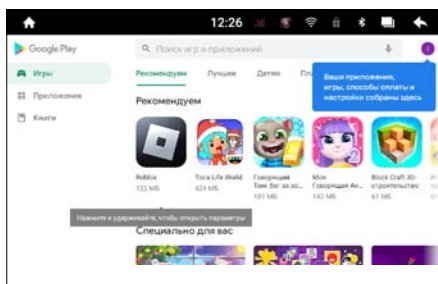 12:26
Google Play
Поиск игр и приложений
Игры
Приложения
Книги
Рекомендуем Лучшее Детям
Ваши приложения,
игры, способы оплаты и
настройки собраны здесь
Рекомендуем
Roblox
122 МБ
Toca Life World
424 МБ
Говорящий
Том: бег за зо...
101 МБ
Моя
Говорящая Ан...
142 МБ
Block Craft 3D:
строительство
61 МБ
Нажмите и удерживайте, чтобы открыть параметры
Специально для вас